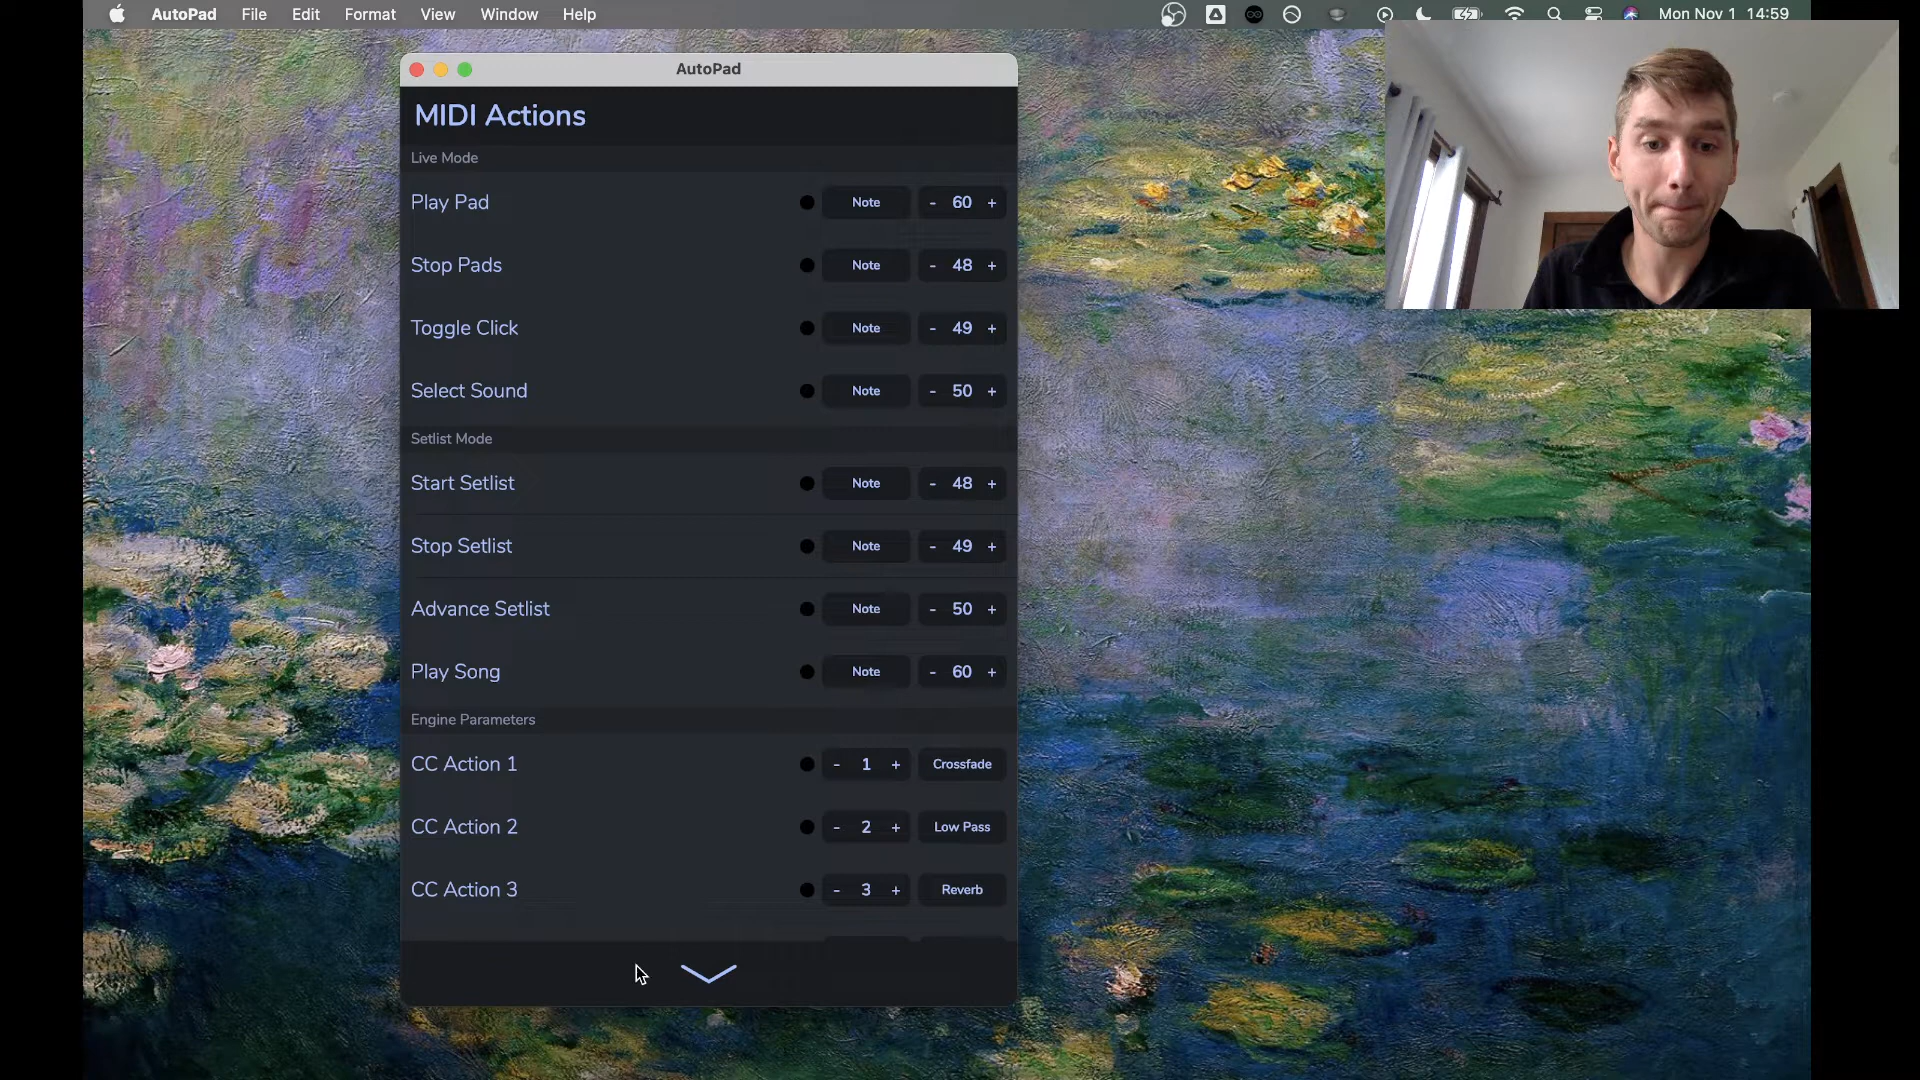 AutoPad File Edit Format View Window Help Mon Nov 1 14:59
AutoPad
MIDI Actions
Live Mode
Play Pad Note - 60 +
Stop Pads Note - 48 +
Toggle Click Note - 49 +
Select Sound Note - 50 +
Setlist Mode
Start Setlist Note - 48 +
Stop Setlist Note - 49 +
Advance Setlist Note - 50 +
Play Song Note - 60 +
Engine Parameters
CC Action 1 - 1 + Crossfade
CC Action 2 - 2 + Low Pass
CC Action 3 - 3 + Reverb